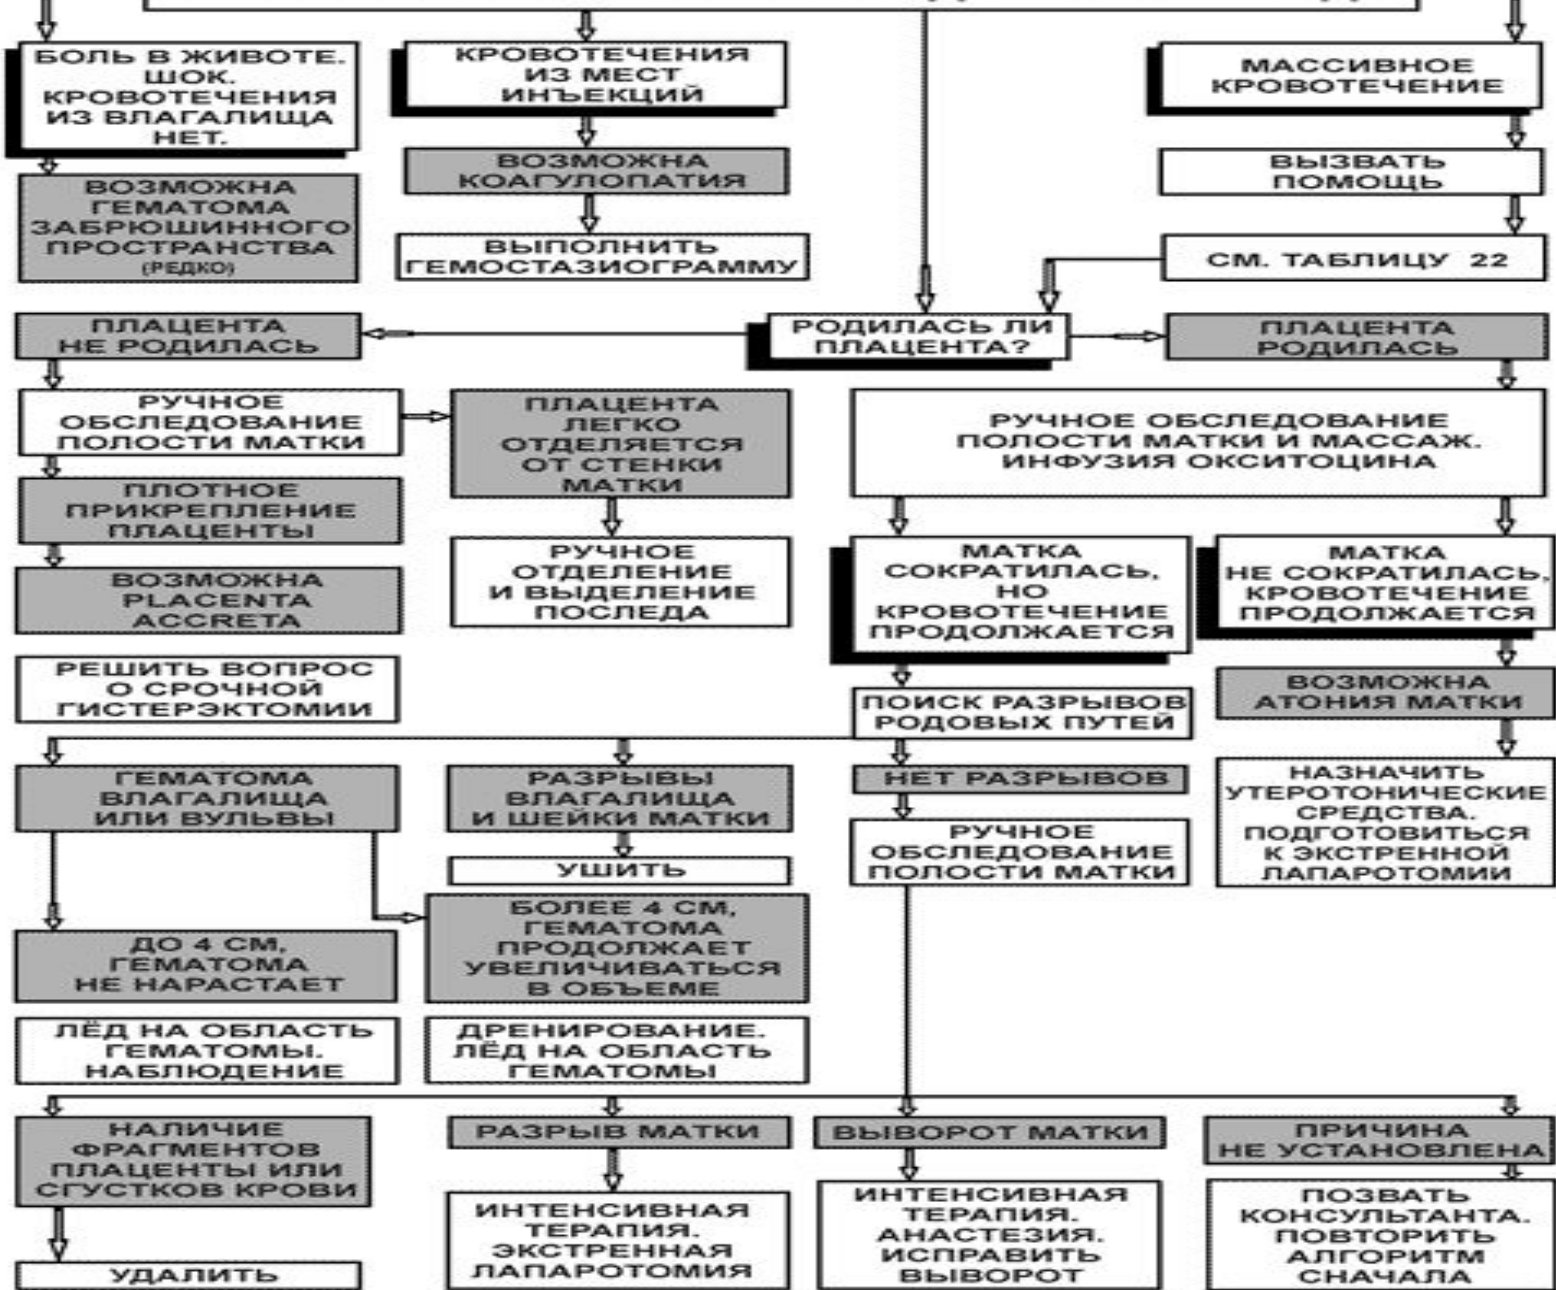 БОЛЬ В ЖИВОТЕ.
ШОК.
КРОВОТЕЧЕНИЯ
ИЗ ВЛАГАЛИЩА
НЕТ.
КРОВОТЕЧЕНИЯ
ИЗ МЕСТ
ИНЪЕКЦИЙ
МАССИВНОЕ
КРОВОТЕЧЕНИЕ
ВОЗМОЖНА
ГЕМАТОМА
ЗАБРЮШИННОГО
ПРОСТРАНСТВА
(РЕДКО)
ВОЗМОЖНА
КОАГУЛОПАТИЯ
ВЫЗВАТЬ
ПОМОЩЬ
ВЫПОЛНИТЬ
ГЕМОСТАЗИОГРАММУ
СМ. ТАБЛИЦУ 22
ПЛАЦЕНТА
НЕ РОДИЛАСЬ
РОДИЛАСЬ ЛИ
ПЛАЦЕНТА?
ПЛАЦЕНТА
РОДИЛАСЬ
РУЧНОЕ
ОБСЛЕДОВАНИЕ
ПОЛОСТИ МАТКИ
ПЛАЦЕНТА
ЛЕГКО
ОТДЕЛЯЕТСЯ
ОТ СТЕНКИ
МАТКИ
РУЧНОЕ ОБСЛЕДОВАНИЕ
ПОЛОСТИ МАТКИ И МАССАЖ.
ИНФУЗИЯ ОКСИТОЦИНА
ПЛОТНОЕ
ПРИКРЕПЛЕНИЕ
ПЛАЦЕНТЫ
РУЧНОЕ
ОТДЕЛЕНИЕ
И ВЫДЕЛЕНИЕ
ПОСЛЕДА
МАТКА
СОКРАТИЛАСЬ,
НО
КРОВОТЕЧЕНИЕ
ПРОДОЛЖАЕТСЯ
МАТКА
НЕ СОКРАТИЛАСЬ,
КРОВОТЕЧЕНИЕ
ПРОДОЛЖАЕТСЯ
ВОЗМОЖНА
PLACENTA
ACCRETA
РЕШИТЬ ВОПРОС
О СРОЧНОЙ
ГИСТЕРЭКТОМИИ
ПОИСК РАЗРЫВОВ
РОДОВЫХ ПУТЕЙ
ВОЗМОЖНА
АТОНИЯ МАТКИ
ГЕМАТОМА
ВЛАГАЛИЩА
ИЛИ ВУЛЬВЫ
РАЗРЫВЫ
ВЛАГАЛИЩА
И ШЕЙКИ МАТКИ
НЕТ РАЗРЫВОВ
НАЗНАЧИТЬ
УТЕРОТОНИЧЕСКИЕ
СРЕДСТВА.
ПОДГОТОВИТЬСЯ
К ЭКСТРЕННОЙ
ЛАПАРОТОМИИ
УШИТЬ
РУЧНОЕ
ОБСЛЕДОВАНИЕ
ПОЛОСТИ МАТКИ
ДО 4 СМ,
ГЕМАТОМА
НЕ НАРАСТАЕТ
БОЛЕЕ 4 СМ,
ГЕМАТОМА
ПРОДОЛЖАЕТ
УВЕЛИЧИВАТЬСЯ
В ОБЪЕМЕ
ЛЁД НА ОБЛАСТЬ
ГЕМАТОМЫ.
НАБЛЮДЕНИЕ
ДРЕНИРОВАНИЕ.
ЛЁД НА ОБЛАСТЬ
ГЕМАТОМЫ
НАЛИЧИЕ
ФРАГМЕНТОВ
ПЛАЦЕНТЫ ИЛИ
СГУСТКОВ КРОВИ
РАЗРЫВ МАТКИ
ВЫВОРОТ МАТКИ
ПРИЧИНА
НЕ УСТАНОВЛЕНА
УДАЛИТЬ
ИНТЕНСИВНАЯ
ТЕРАПИЯ.
ЭКСТРЕННАЯ
ЛАПАРОТОМИЯ
ИНТЕНСИВНАЯ
ТЕРАПИЯ.
АНАСТЕЗИЯ.
ИСПРАВИТЬ
ВЫВОРОТ
ПОЗВАТЬ
КОНСУЛЬТАНТА.
ПОВТОРИТЬ
АЛГОРИТМ
СНАЧАЛА